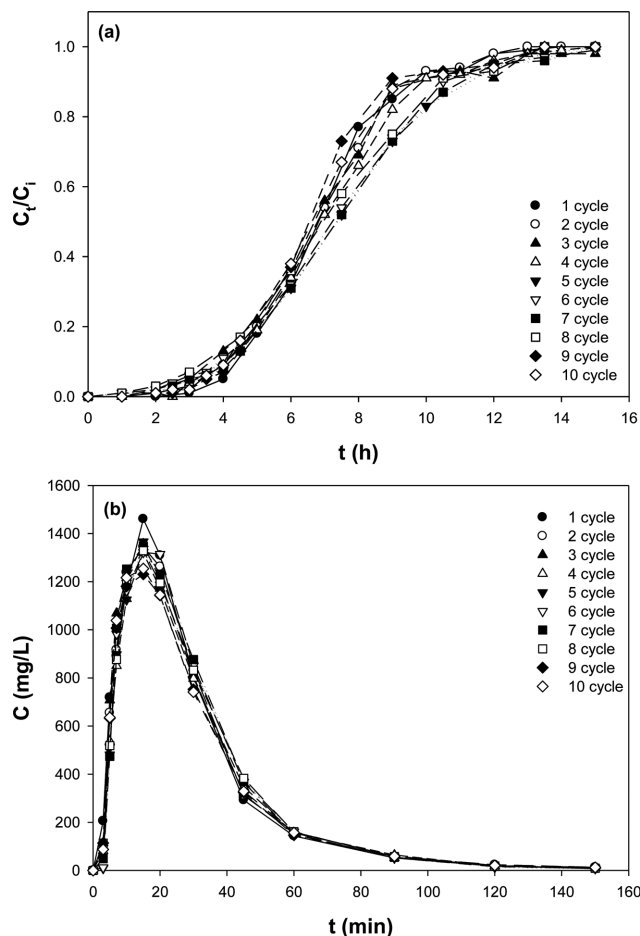 (a)
1.0
0.8
0.6
0.4
0.2
0.0
Ct/Ci
1 cycle
2 cycle
3 cycle
4 cycle
5 cycle
6 cycle
7 cycle
8 cycle
9 cycle
10 cycle
0 2 4 6 8 10 12 14 16
t (h)
(b)
1600
1400
1200
1000
800
600
400
200
0
C (mg/L)
1 cycle
2 cycle
3 cycle
4 cycle
5 cycle
6 cycle
7 cycle
8 cycle
9 cycle
10 cycle
0 20 40 60 80 100 120 140 160
t (min)